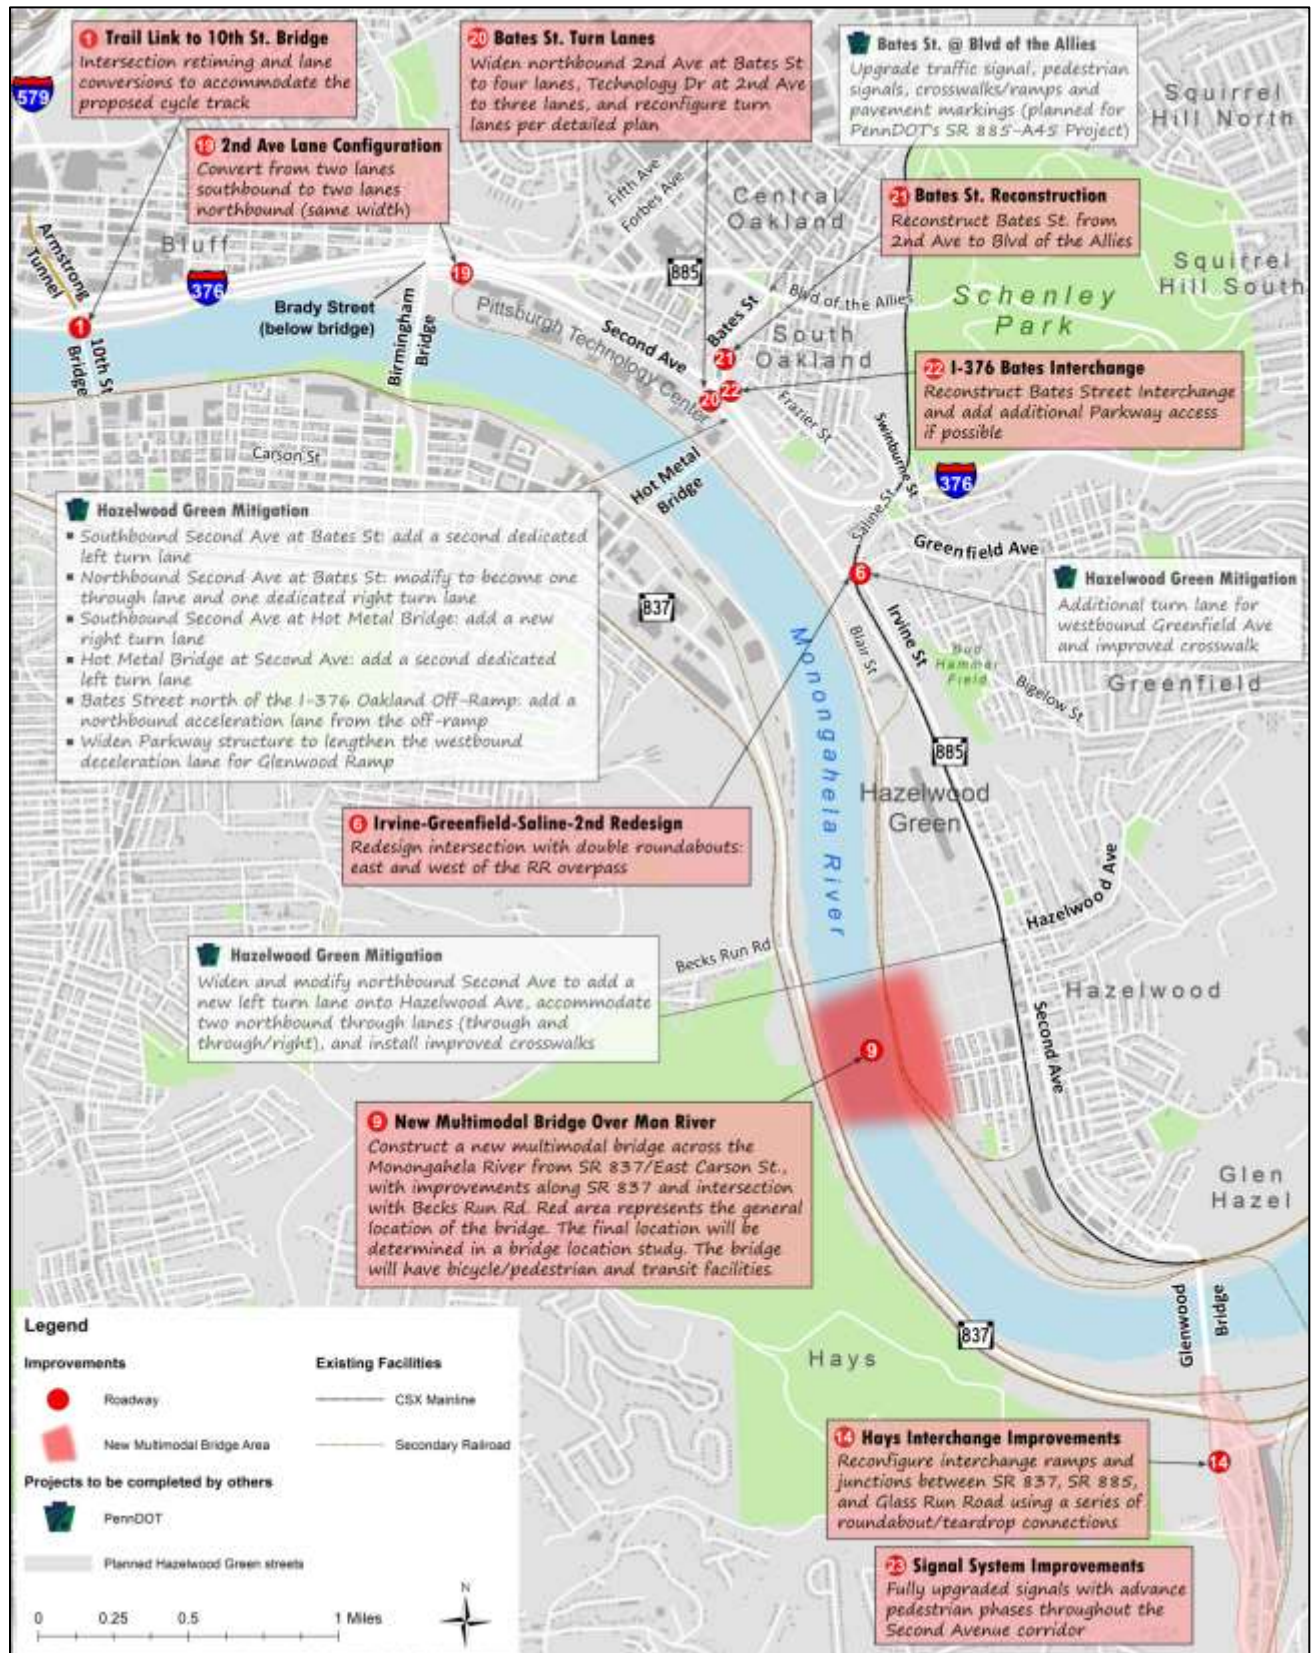 1 Trail Link to 10th St. Bridge
Intersection retiming and lane
conversions to accommodate the
proposed cycle track
20 Bates St. Turn Lanes
Widen northbound 2nd Ave at Bates St
to four lanes, Technology Dr at 2nd Ave
to three lanes, and reconfigure turn
lanes per detailed plan
Bates St. @ Blvd of the Allies
Upgrade traffic signal, pedestrian
signals, crosswalks/ramps and
pavement markings (planned for
PennDOT's SR 885-A45 Project)
579
Squirrel
Hill North
19 2nd Ave Lane Configuration
Convert from two lanes
southbound to two lanes
northbound (same width)
Fifth Ave
Forbes Ave
Central
Oakland
21 Bates St. Reconstruction
Reconstruct Bates St. from
2nd Ave to Blvd of the Allies
Armstrong
Tunnel
Bluff
376
19
885
Squirrel
Hill South
Brady Street
(below bridge)
Birmingham
Bridge
Pittsburgh Technology Center
Second Ave
Bates St
Blvd of the Allies
South
Oakland
Schenley
Park
1
10th St
Bridge
21
22
20
22 I-376 Bates Interchange
Reconstruct Bates Street Interchange
and add additional Parkway access
if possible
Frazier St
Carson St
Swinburne St
376
Hot Metal
Bridge
Saline St
Greenfield Ave
Hazelwood Green Mitigation
▪ Southbound Second Ave at Bates St: add a second dedicated
left turn lane
▪ Northbound Second Ave at Bates St: modify to become one
through lane and one dedicated right turn lane
▪ Southbound Second Ave at Hot Metal Bridge: add a new
right turn lane
▪ Hot Metal Bridge at Second Ave: add a second dedicated
left turn lane
▪ Bates Street north of the I-376 Oakland Off-Ramp: add a
northbound acceleration lane from the off-ramp
▪ Widen Parkway structure to lengthen the westbound
deceleration lane for Glenwood Ramp
6
Hazelwood Green Mitigation
Additional turn lane for
westbound Greenfield Ave
and improved crosswalk
837
Irvine St
Blair St
Bud
Hammer
Field
Bigelow St
Greenfield
Monongahela River
885
Hazelwood
Green
6 Irvine-Greenfield-Saline-2nd Redesign
Redesign intersection with double roundabouts:
east and west of the RR overpass
Hazelwood Ave
Becks Run Rd
Hazelwood Green Mitigation
Widen and modify northbound Second Ave to add a
new left turn lane onto Hazelwood Ave, accommodate
two northbound through lanes (through and
through/right), and install improved crosswalks
Hazelwood
Second Ave
9
9 New Multimodal Bridge Over Mon River
Construct a new multimodal bridge across the
Monongahela River from SR 837/East Carson St.,
with improvements along SR 837 and intersection
with Becks Run Rd. Red area represents the general
location of the bridge. The final location will be
determined in a bridge location study. The bridge
will have bicycle/pedestrian and transit facilities
Glen
Hazel
Glenwood
Bridge
837
Hays
14 Hays Interchange Improvements
Reconfigure interchange ramps and
junctions between SR 837, SR 885,
and Glass Run Road using a series of
roundabout/teardrop connections
14
23 Signal System Improvements
Fully upgraded signals with advance
pedestrian phases throughout the
Second Avenue corridor
Legend
Improvements
Roadway
New Multimodal Bridge Area
Existing Facilities
CSX Mainline
Secondary Railroad
Projects to be completed by others
PennDOT
Planned Hazelwood Green streets
0 0.25 0.5 1 Miles
N